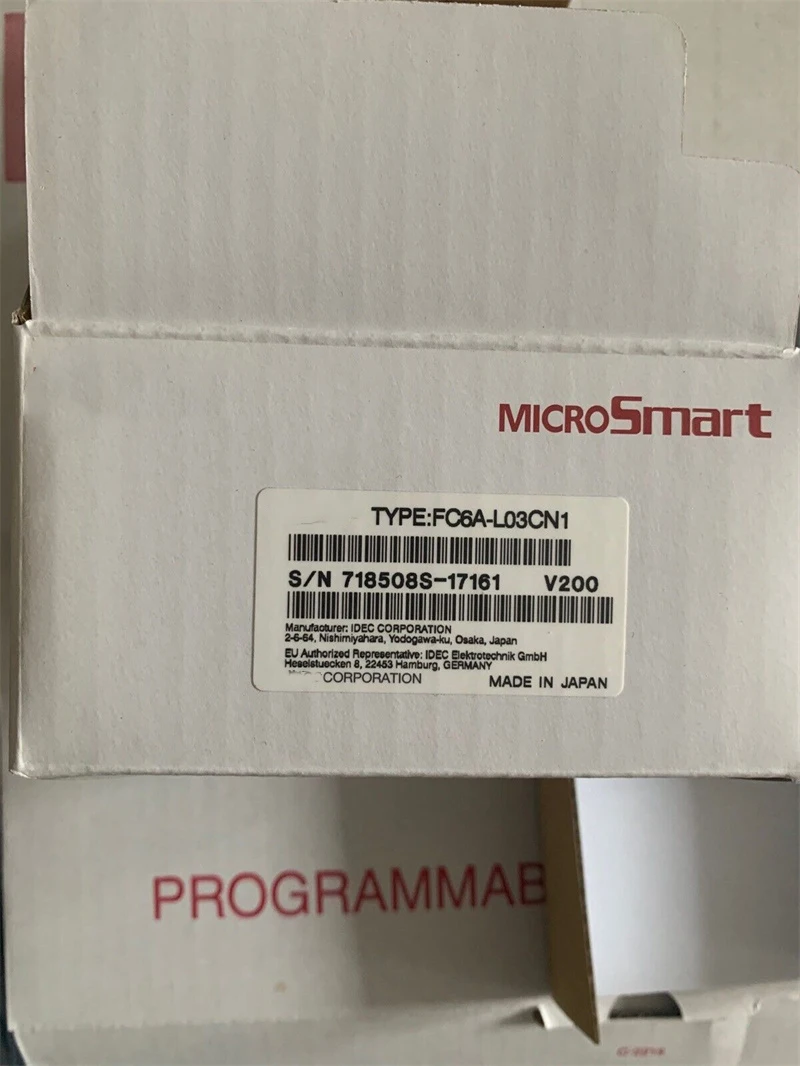 MICROSmart
TYPE:FC6A-L03CN1
S/N 718508S-17161 V200
Manufacturer: IDEC CORPORATION
2-6-64, Nishimiyahara, Yodogawa-ku, Osaka, Japan
EU Authorized Representative: IDEC Elektrotechnik GmbH
Heselstuecken 8, 22453 Hamburg, GERMANY
CORPORATION MADE IN JAPAN
PROGRAMMAB